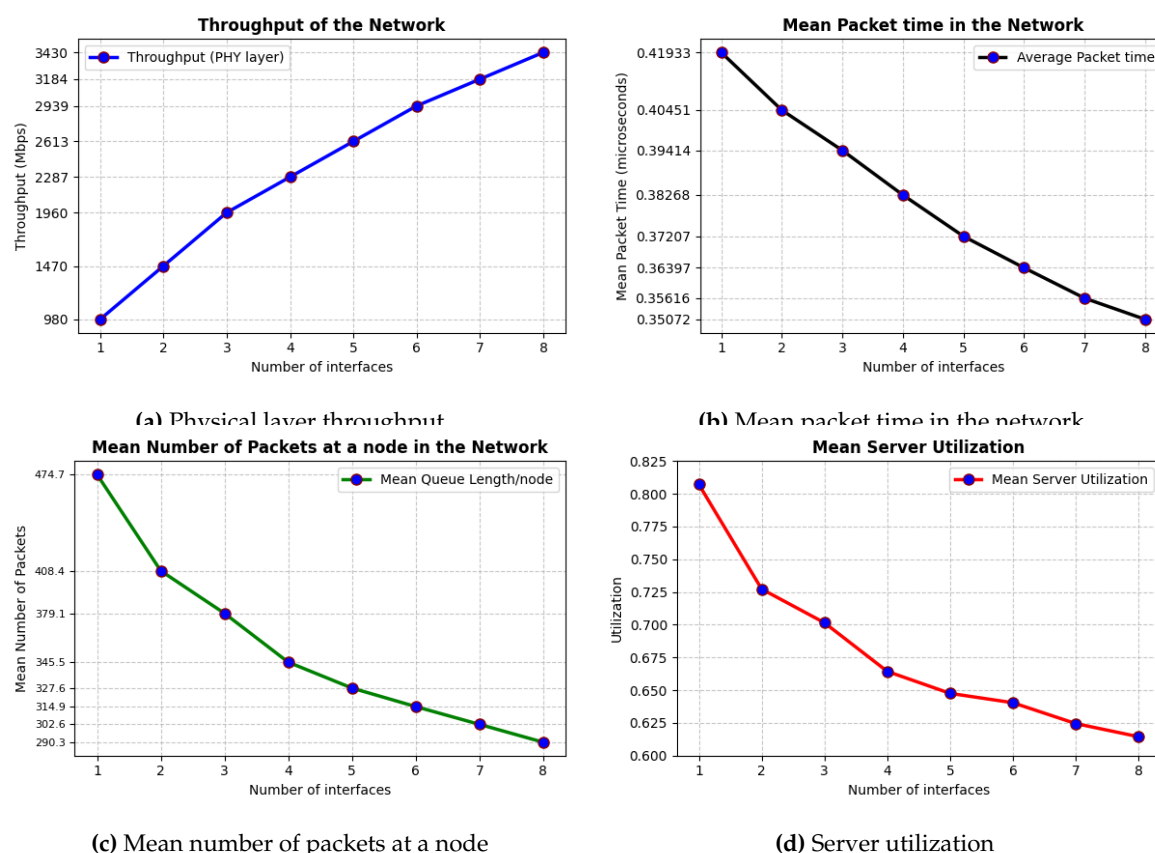 Throughput of the Network
Throughput (PHY layer)
Throughput (Mbps)
3430
3184
2939
2613
2287
1960
1470
980
1 2 3 4 5 6 7 8
Number of interfaces
(a) Physical layer throughput
Mean Packet time in the Network
Average Packet time
Mean Packet Time (microseconds)
0.41933
0.40451
0.39414
0.38268
0.37207
0.36397
0.35616
0.35072
1 2 3 4 5 6 7 8
Number of interfaces
(b) Mean packet time in the network
Mean Number of Packets at a node in the Network
Mean Queue Length/node
Mean Number of Packets
474.7
408.4
379.1
345.5
327.6
314.9
302.6
290.3
1 2 3 4 5 6 7 8
Number of interfaces
(c) Mean number of packets at a node
Mean Server Utilization
Mean Server Utilization
Utilization
0.825
0.800
0.775
0.750
0.725
0.700
0.675
0.650
0.625
0.600
1 2 3 4 5 6 7 8
Number of interfaces
(d) Server utilization